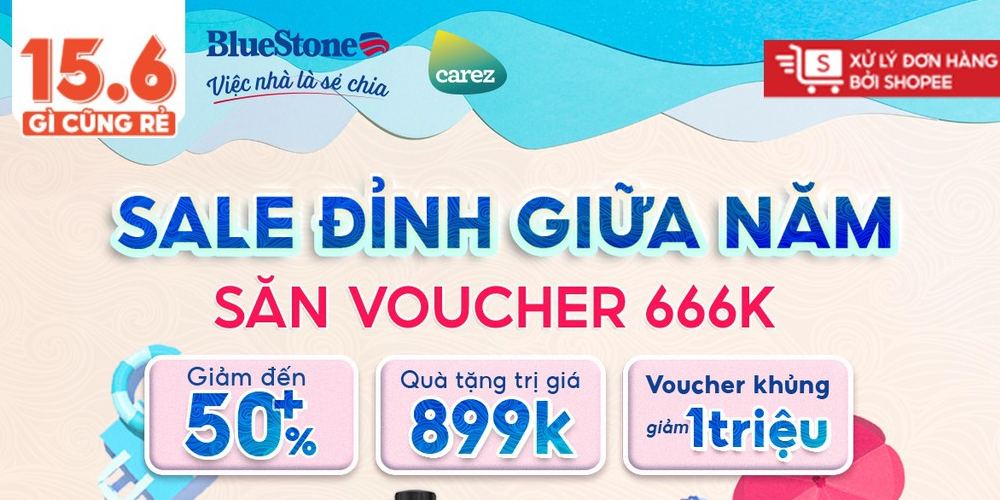 15.6
GÌ CŨNG RẺ
BlueStone
Việc nhà là sẻ chia
carez
S
XỬ LÝ ĐƠN HÀNG
BỞI SHOPEE
SALE ĐỈNH GIỮA NĂM
SĂN VOUCHER 666K
Giảm đến
50+%
Quà tặng trị giá
899k
Voucher khủng
giảm 1triệu